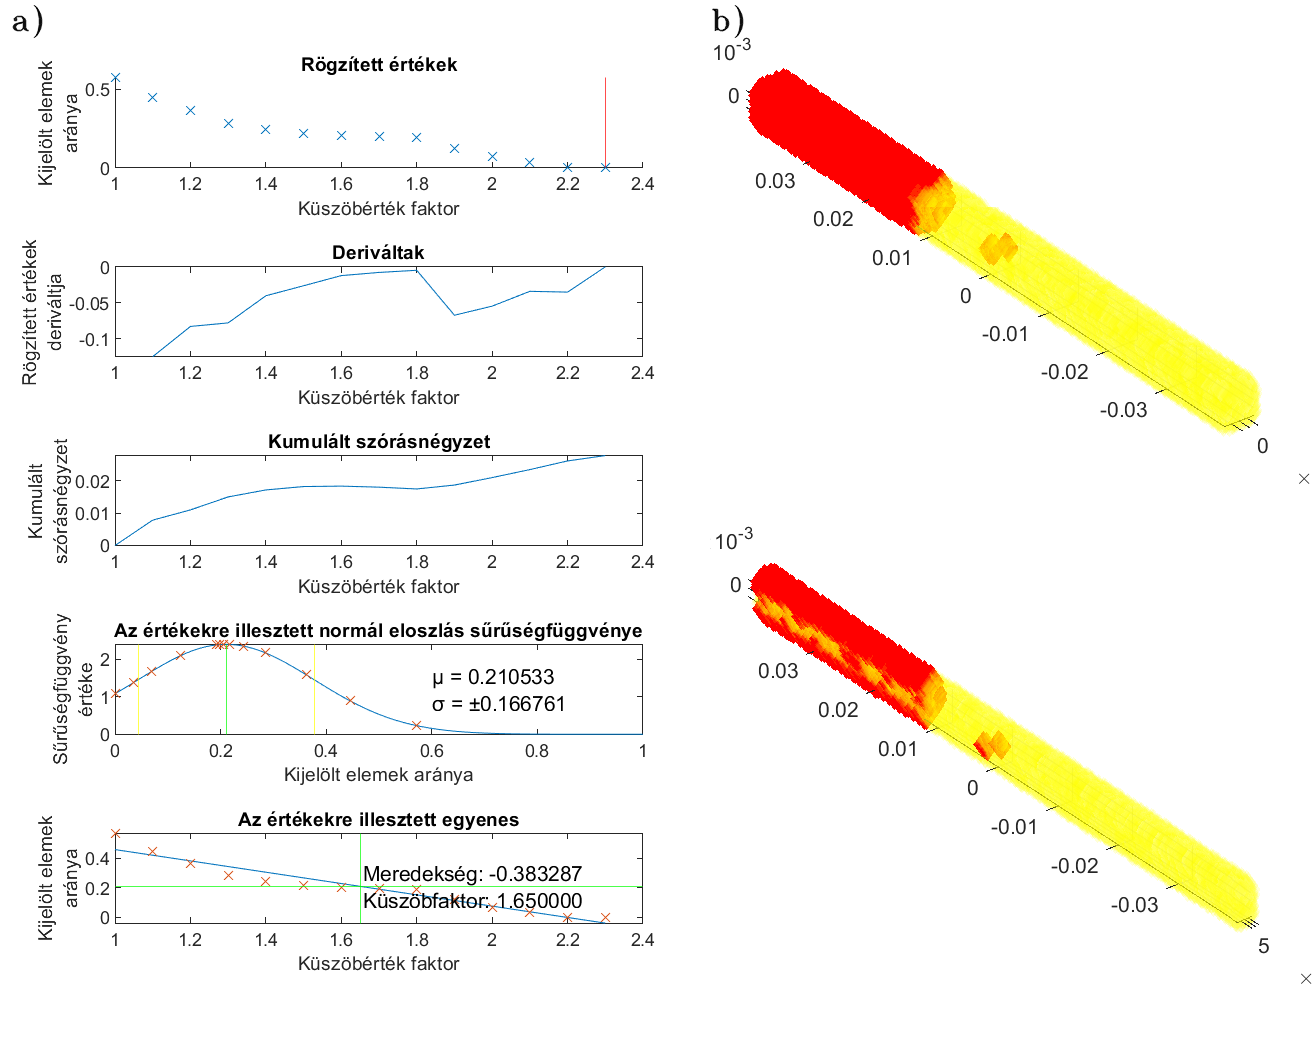 a)
Rögzített értékek
Kijelölt elemek
aránya
0.5
0
1 1.2 1.4 1.6 1.8 2 2.2 2.4
Küszöbérték faktor
Deriváltak
Rögzített értékek
deriváltja
0
-0.05
-0.1
1 1.2 1.4 1.6 1.8 2 2.2 2.4
Küszöbérték faktor
Kumulált szórásnégyzet
Kumulált
szórásnégyzet
0.02
0.01
0
1 1.2 1.4 1.6 1.8 2 2.2 2.4
Küszöbérték faktor
Az értékekre illesztett normál eloszlás sűrűségfüggvénye
Sűrűségfüggvény
értéke
2
1
0
μ = 0.210533
σ = ±0.166761
0 0.2 0.4 0.6 0.8 1
Kijelölt elemek aránya
Az értékekre illesztett egyenes
Kijelölt elemek
aránya
0.4
0.2
0
Meredekség: -0.383287
Küszöbfaktor: 1.650000
1 1.2 1.4 1.6 1.8 2 2.2 2.4
Küszöbérték faktor
b)
10-3
0
0.03
0.02
0.01
0
-0.01
-0.02
-0.03
0
10-3
0
0.03
0.02
0.01
0
-0.01
-0.02
-0.03
5